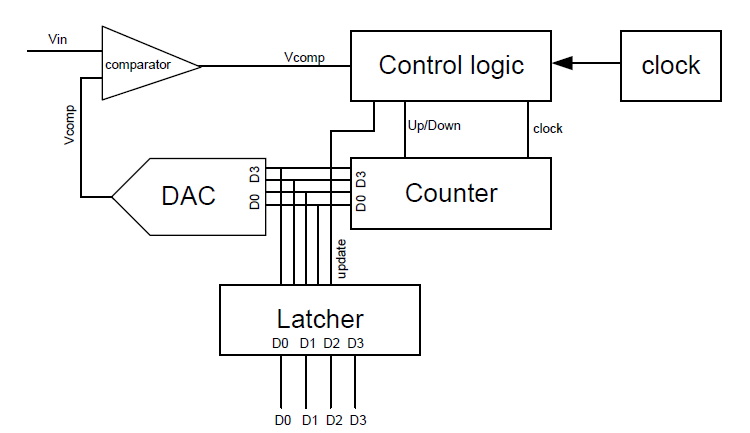 Vin
comparator
Vcomp
Control logic
clock
Vcomp
Up/Down
clock
DAC
D3
D0
D3
D0
Counter
update
Latcher
D0 D1 D2 D3
D0 D1 D2 D3